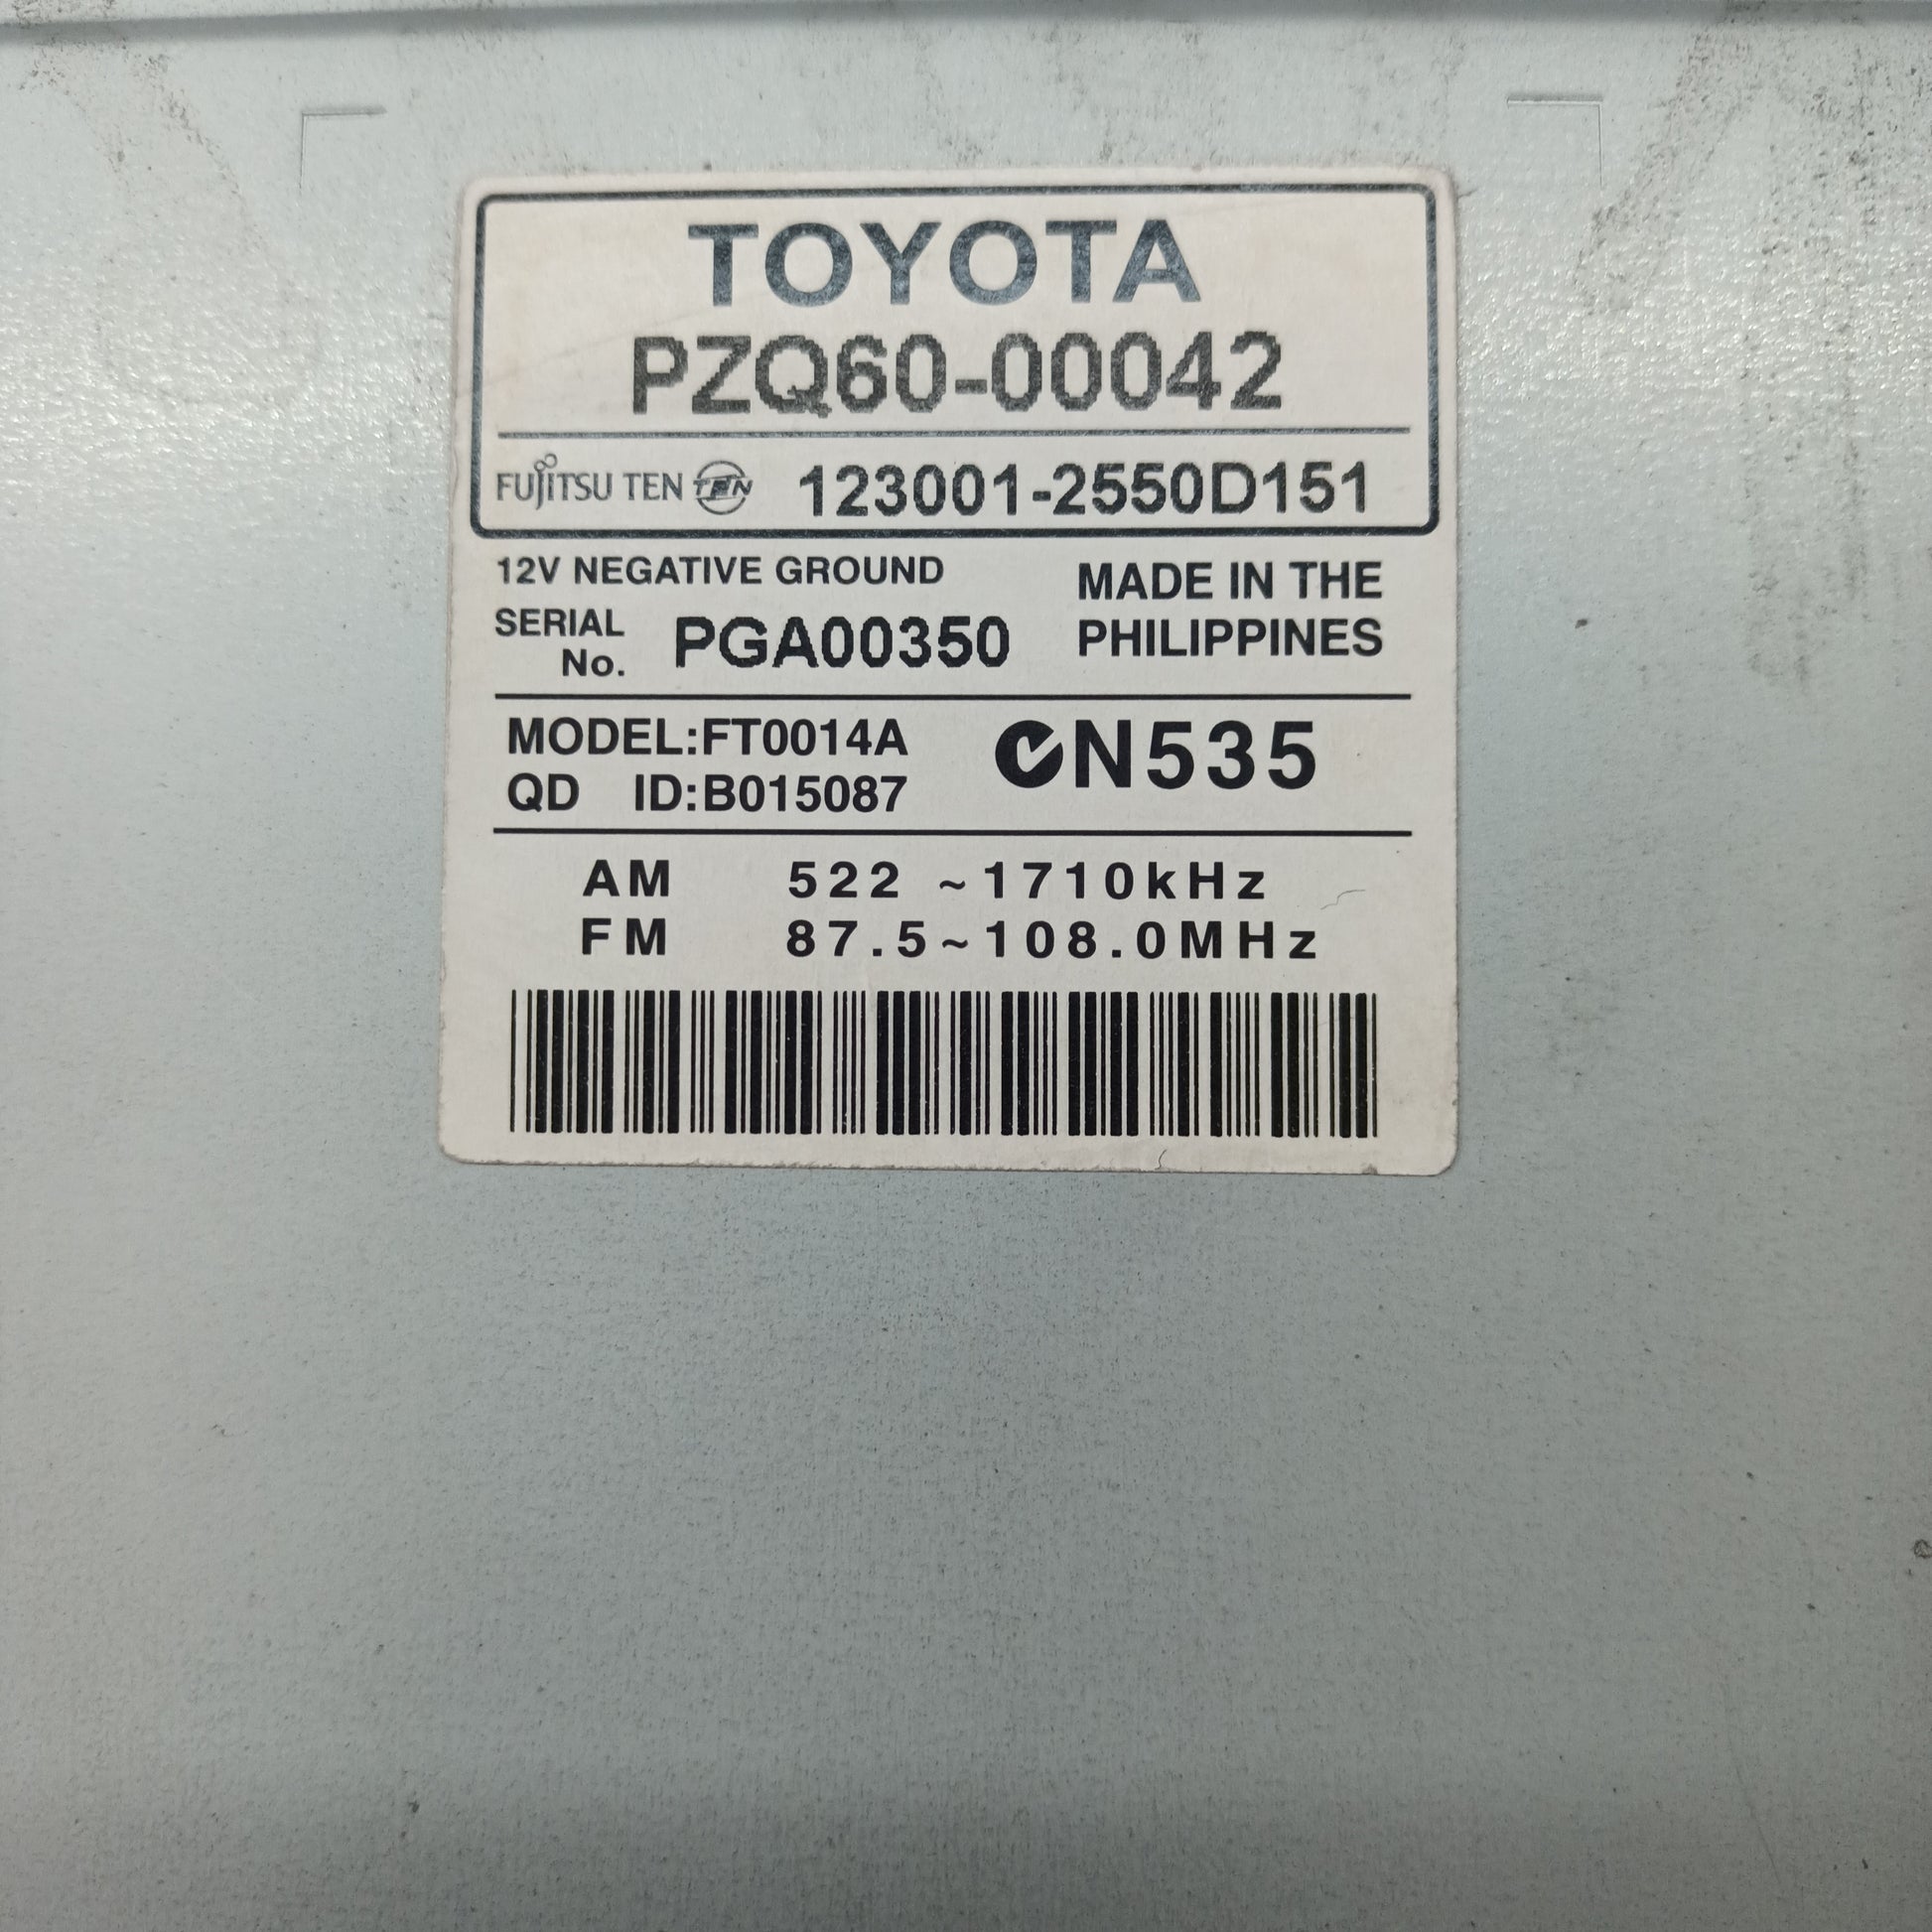 TOYOTA
PZQ60-00042
FUJITSU TEN TEN 123001-2550D151
12V NEGATIVE GROUND
SERIAL No. PGA00350
MADE IN THE
PHILIPPINES
MODEL:FT0014A
QD ID:B015087
N535
AM 522 ~1710kHz
FM 87.5~108.0MHz